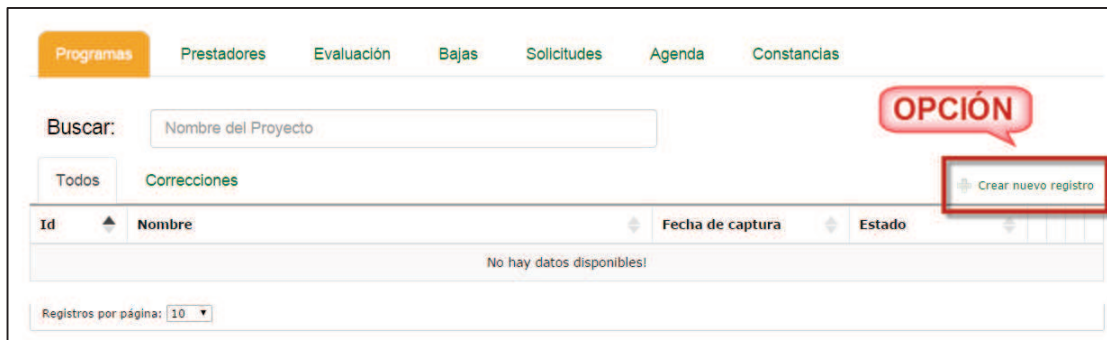 Programas Prestadores Evaluación Bajas Solicitudes Agenda Constancias
OPCIÓN
Buscar: Nombre del Proyecto
Todos Correcciones Crear nuevo registro
Id Nombre Fecha de captura Estado
No hay datos disponibles!
Registros por página: 10